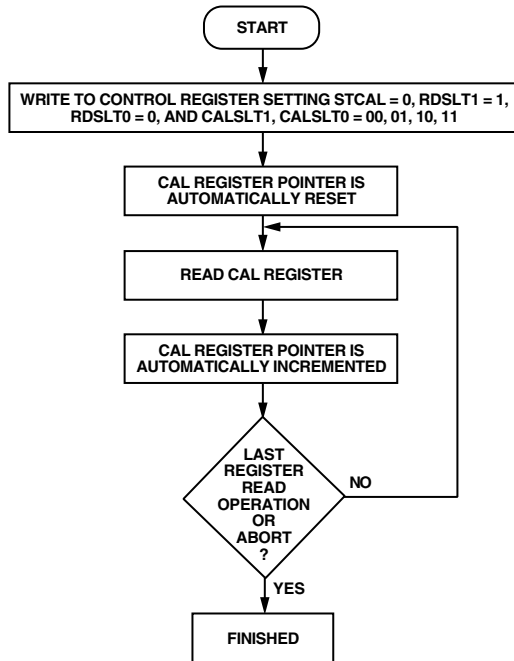 START
WRITE TO CONTROL REGISTER SETTING STCAL = 0, RDSLT1 = 1,
RDSLT0 = 0, AND CALSLT1, CALSLT0 = 00, 01, 10, 11
CAL REGISTER POINTER IS
AUTOMATICALLY RESET
READ CAL REGISTER
CAL REGISTER POINTER IS
AUTOMATICALLY INCREMENTED
LAST
REGISTER
READ
OPERATION
OR
ABORT
?
NO
YES
FINISHED